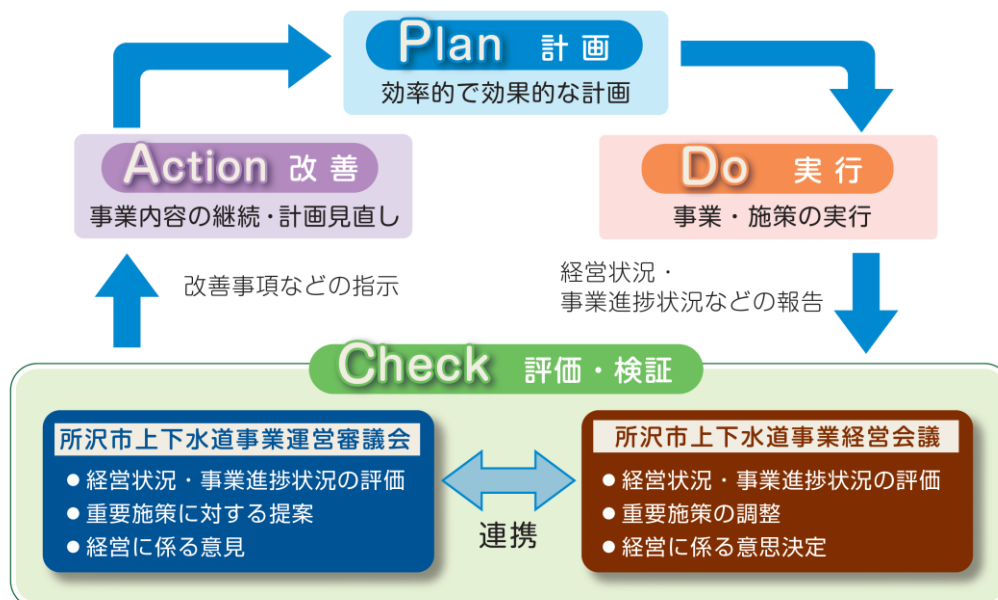 Plan 計画
効率的で効果的な計画
Action 改善
事業内容の継続・計画見直し
Do 実行
事業・施策の実行
改善事項などの指示
経営状況・
事業進捗状況などの報告
Check 評価・検証
所沢市上下水道事業運営審議会
●経営状況・事業進捗状況の評価
●重要施策に対する提案
●経営に係る意見
連携
所沢市上下水道事業経営会議
●経営状況・事業進捗状況の評価
●重要施策の調整
●経営に係る意思決定